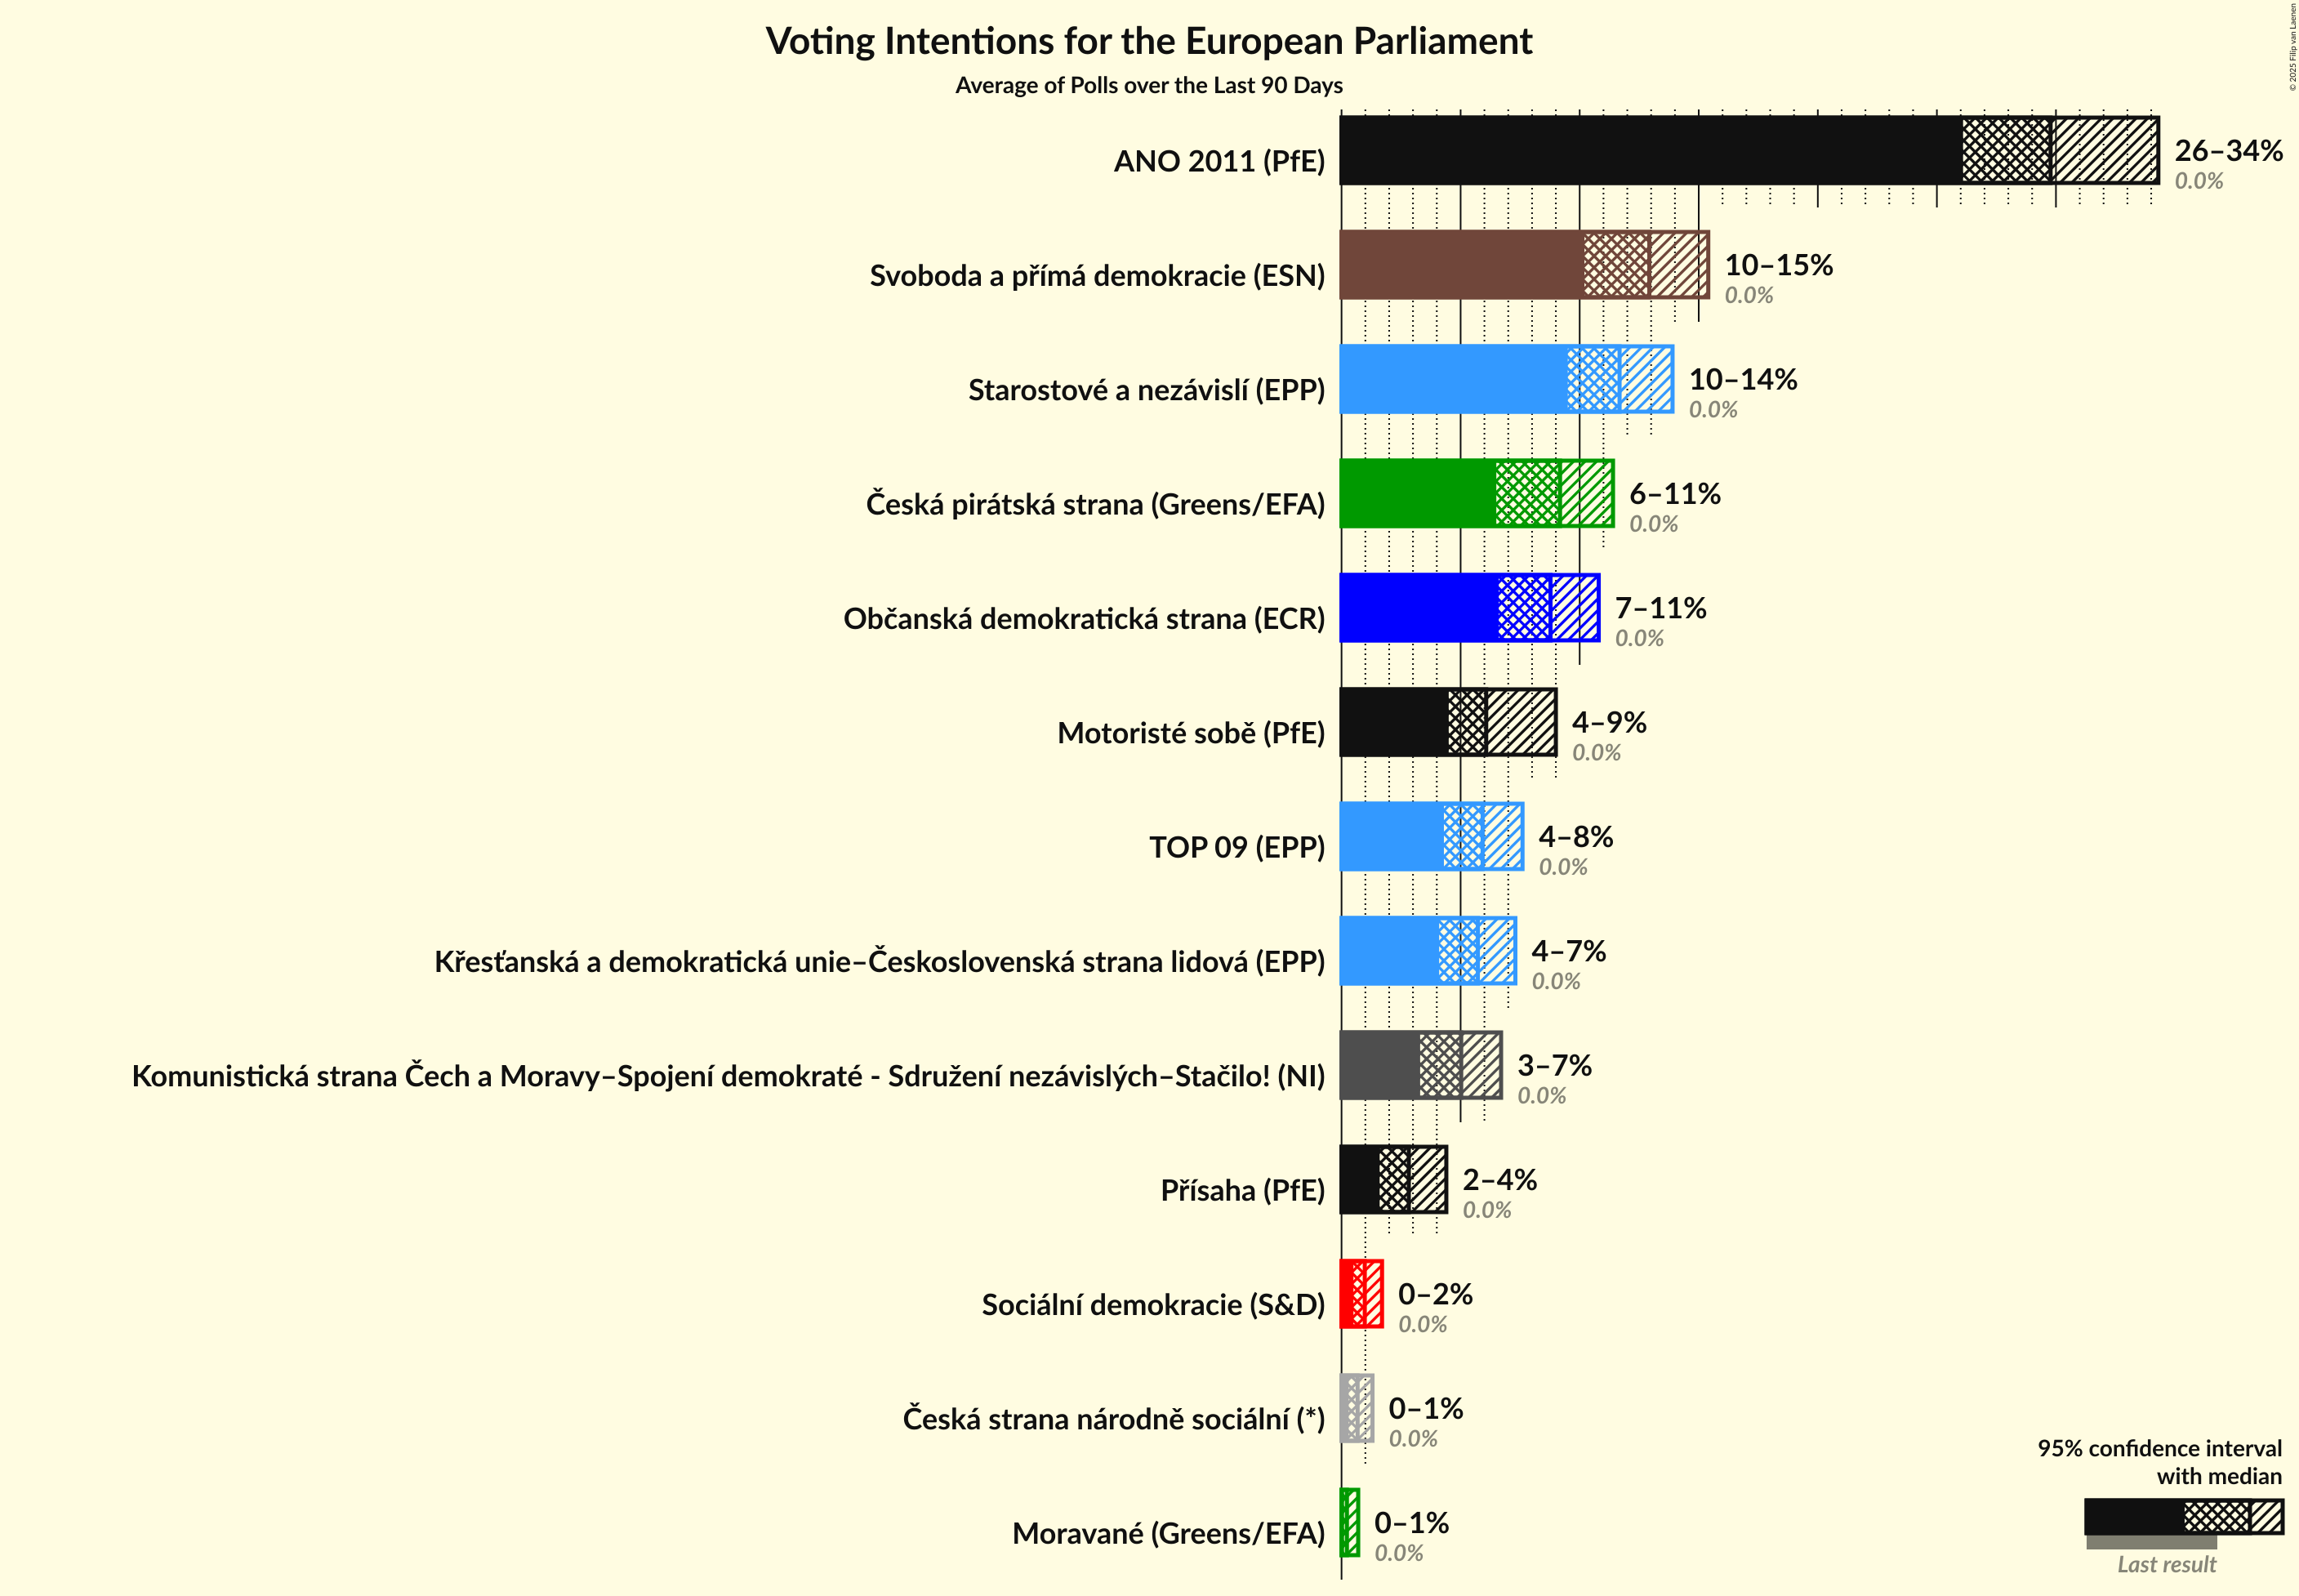 Voting Intentions for the European Parliament
Average of Polls over the Last 90 Days
© 2025 Filip van Laenen
ANO 2011 (PfE)
26–34%
0.0%
Svoboda a přímá demokracie (ESN)
10–15%
0.0%
Starostové a nezávislí (EPP)
10–14%
0.0%
Česká pirátská strana (Greens/EFA)
6–11%
0.0%
Občanská demokratická strana (ECR)
7–11%
0.0%
Motoristé sobě (PfE)
4–9%
0.0%
TOP 09 (EPP)
4–8%
0.0%
Křesťanská a demokratická unie–Československá strana lidová (EPP)
4–7%
0.0%
Komunistická strana Čech a Moravy–Spojení demokraté - Sdružení nezávislých–Stačilo! (NI)
3–7%
0.0%
Přísaha (PfE)
2–4%
0.0%
Sociální demokracie (S&D)
0–2%
0.0%
Česká strana národně sociální (*)
0–1%
0.0%
Moravané (Greens/EFA)
0–1%
0.0%
95% confidence interval
with median
Last result